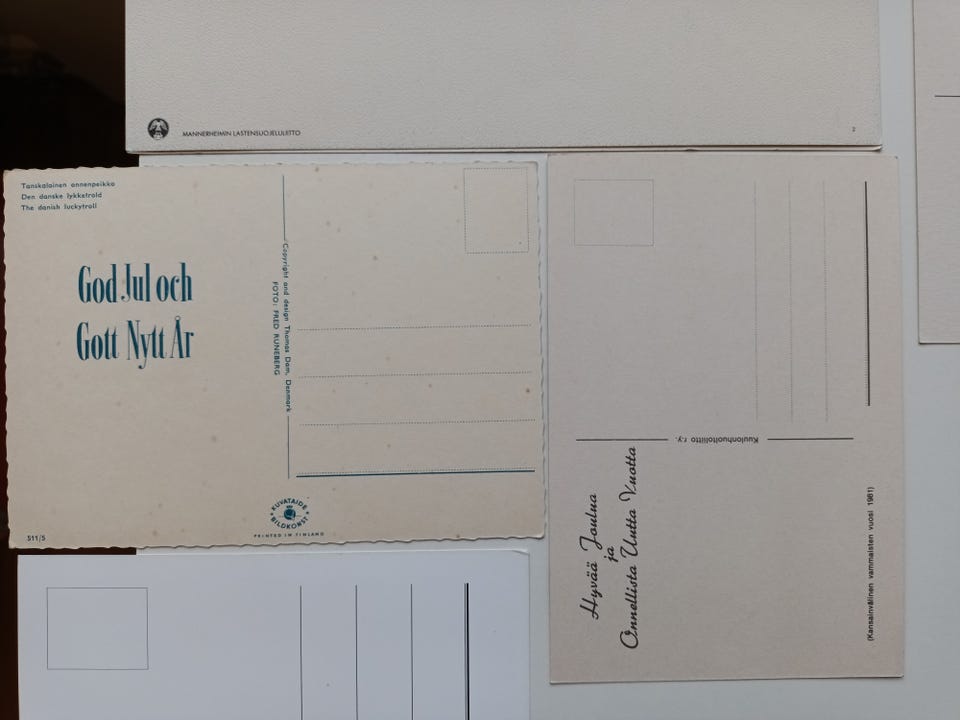 MANNERHEIMIN LASTENSUOJELULIITTO
2
Tanskalainen onnenpeikko
Den danske lykketrold
The danish luckytroll
God Jul och
Gott Nytt År
Copyright and design Thomas Dam, Denmark
FOTO: FRED RUNEBERG
KUVATAIDE
BILDKONST
PRINTED IN FINLAND
511/5
Kuulonhuoltoliitto r.y.
Hyvää Joulua
ja
Onnellista Uutta Vuotta
(Kansainvälinen vammaisten vuosi 1981)